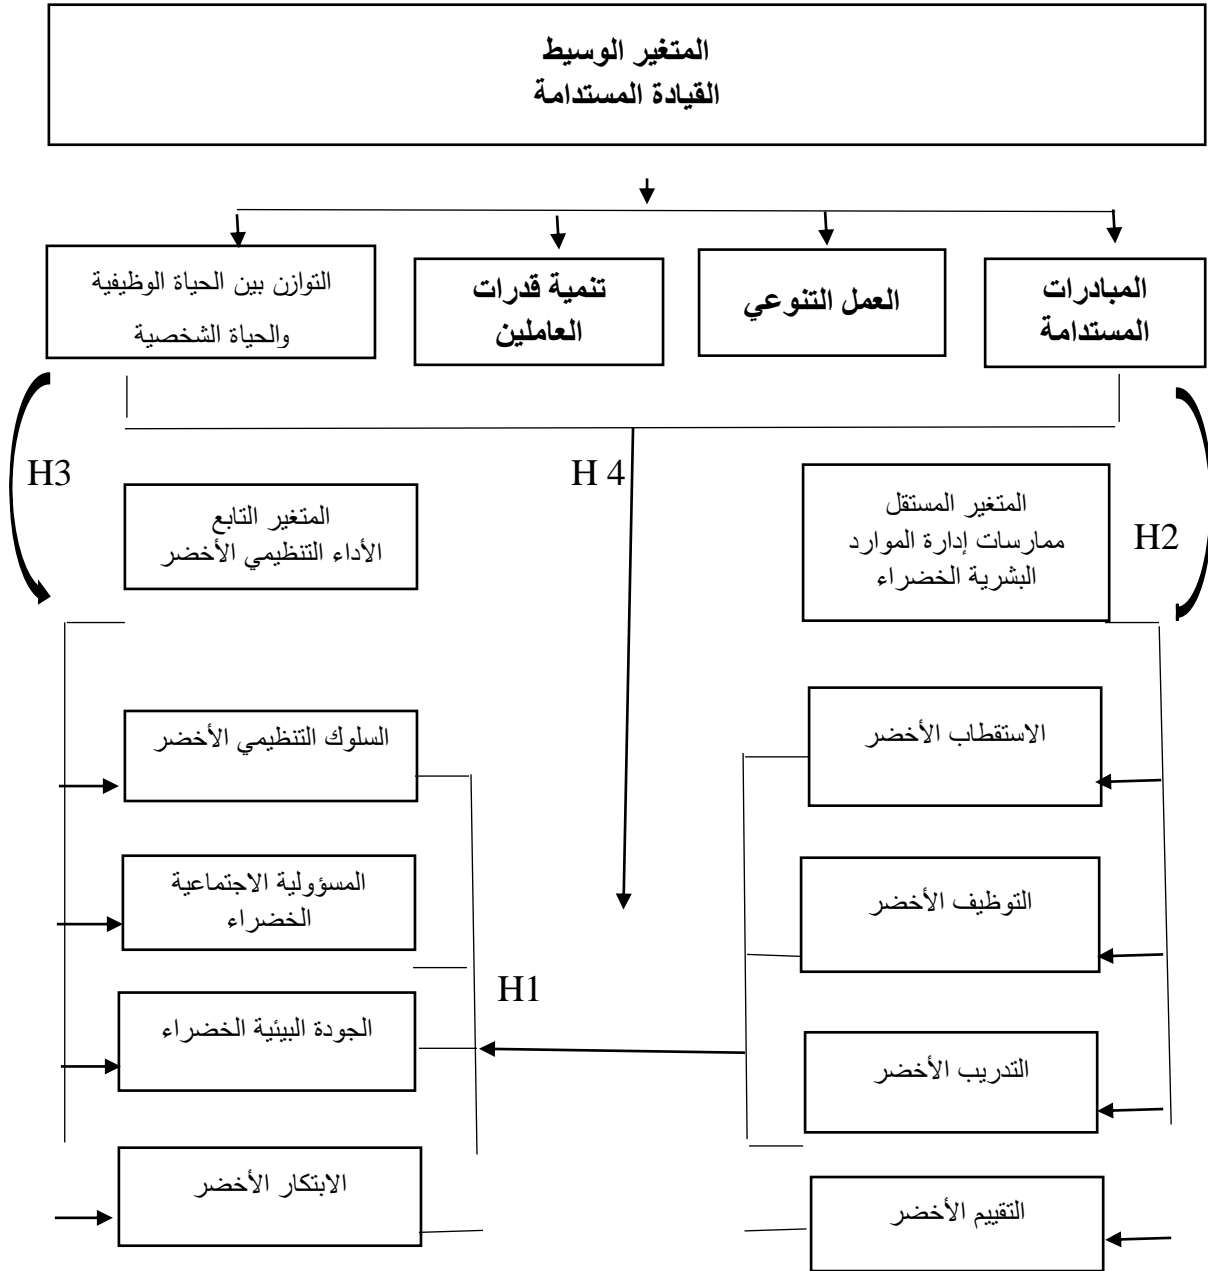 المتغير الوسيط
القيادة المستدامة
المبادرات
المستدامة
العمل التنوعي
تنمية قدرات
العاملين
التوازن بين الحياة الوظيفية
والحياة الشخصية
H2
H 4
H3
المتغير المستقل
ممارسات إدارة الموارد
البشرية الخضراء
المتغير التابع
الأداء التنظيمي الأخضر
الاستقطاب الأخضر
السلوك التنظيمي الأخضر
التوظيف الأخضر
المسؤولية الاجتماعية
الخضراء
H1
التدريب الأخضر
الجودة البيئية الخضراء
التقييم الأخضر
الابتكار الأخضر